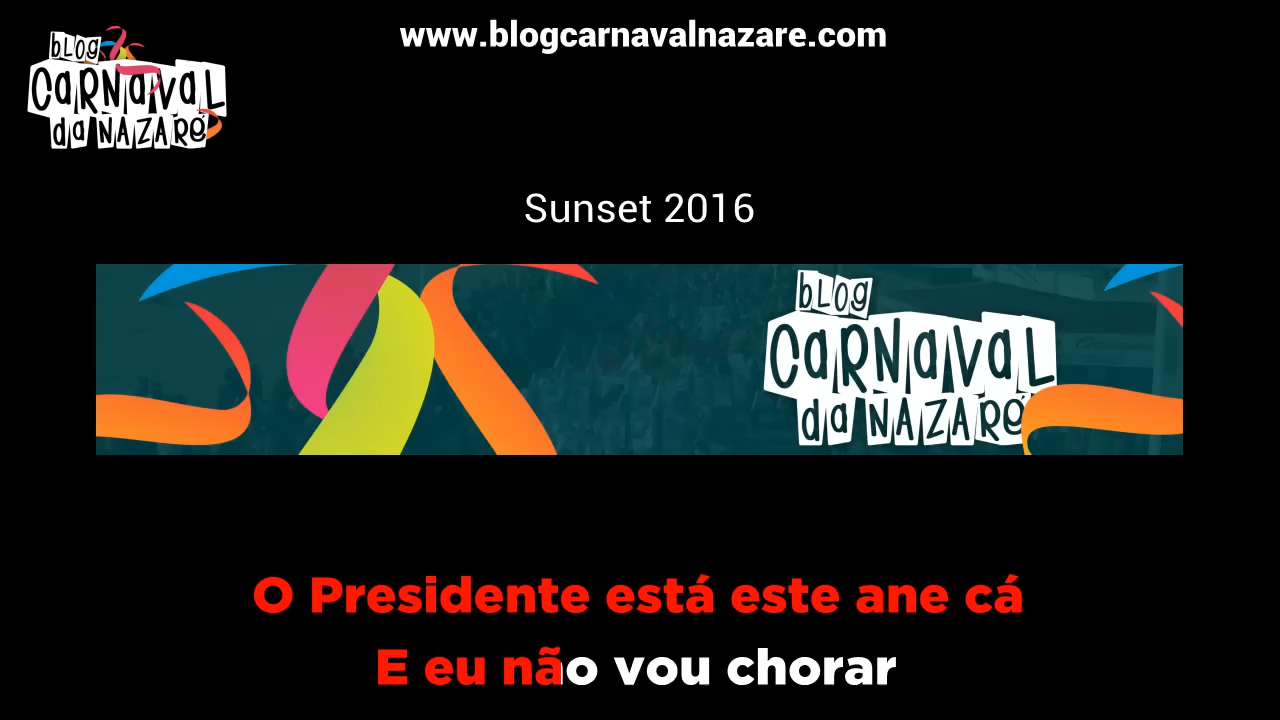 www.blogcarnavalnazare.com
bLog
CaRNaVaL
da NAZARé
Sunset 2016
bLog
CaRNaVaL
da NAZARé
O Presidente está este ane cá
E eu não vou chorar